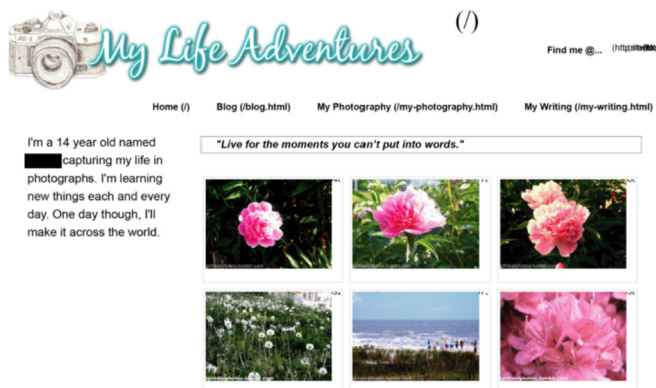 My Life Adventures
(/)
Find me @...
Home (/) Blog (/blog.html) My Photography (/my-photography.html) My Writing (/my-writing.html)
I'm a 14 year old named
capturing my life in
photographs. I'm learning
new things each and every
day. One day though, I'll
make it across the world.
"Live for the moments you can't put into words."